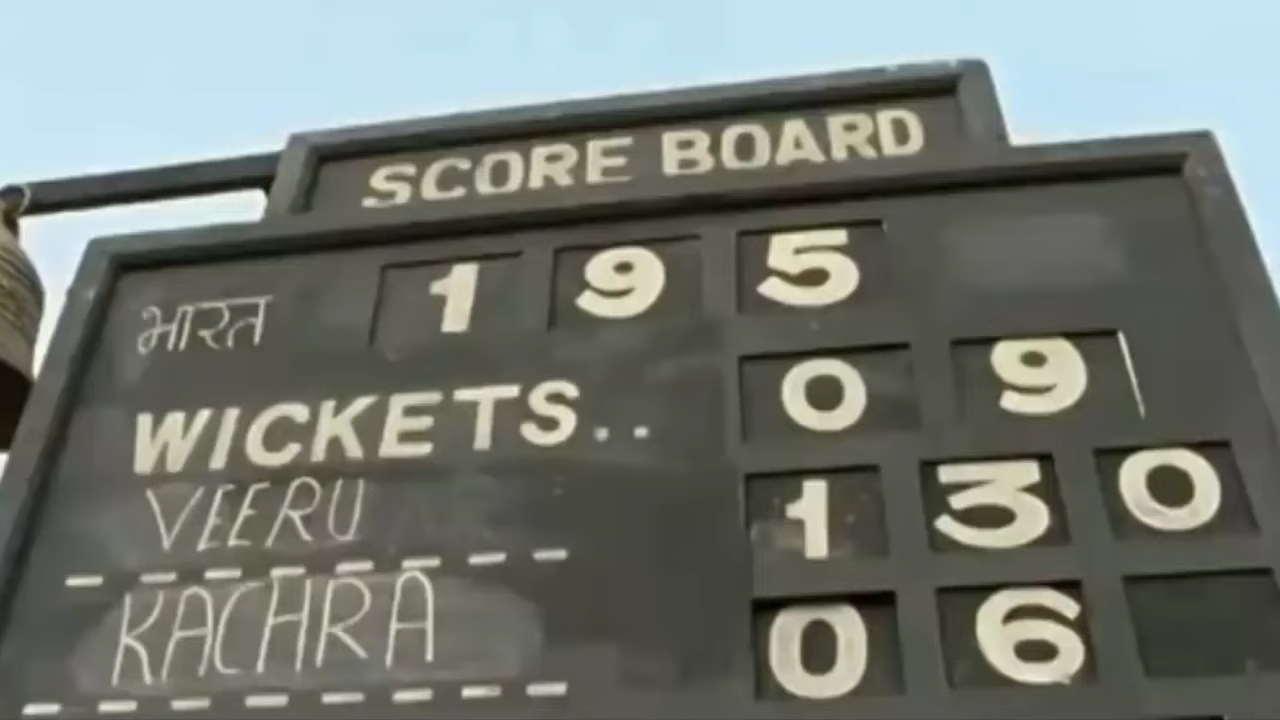 SCORE BOARD
भारत 1 9 5
WICKETS.. 0 9
VEERU 1 3 0
KACHRA 0 6